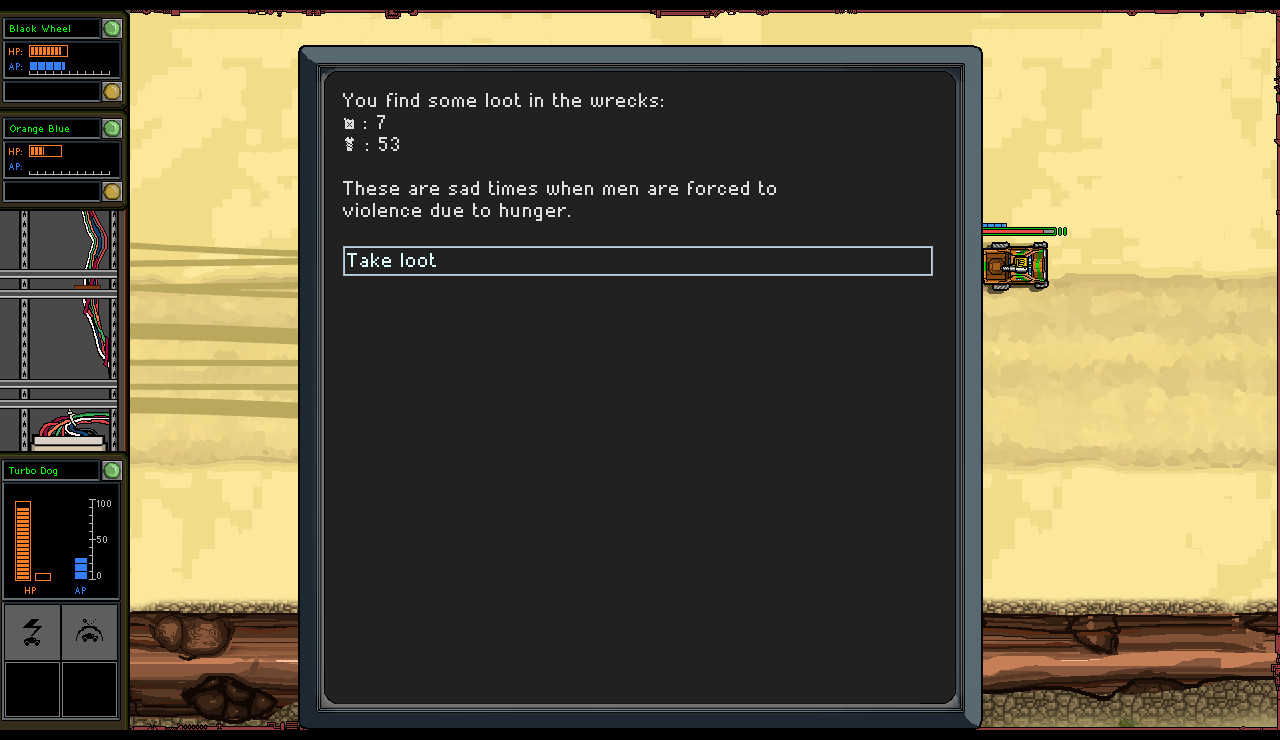 Black Wheel
HP:
AP:
Orange Blue
HP:
AP:
Turbo Dog
100
50
0
HP
AP
You find some loot in the wrecks:
: 7
: 53
These are sad times when men are forced to
violence due to hunger.
Take loot